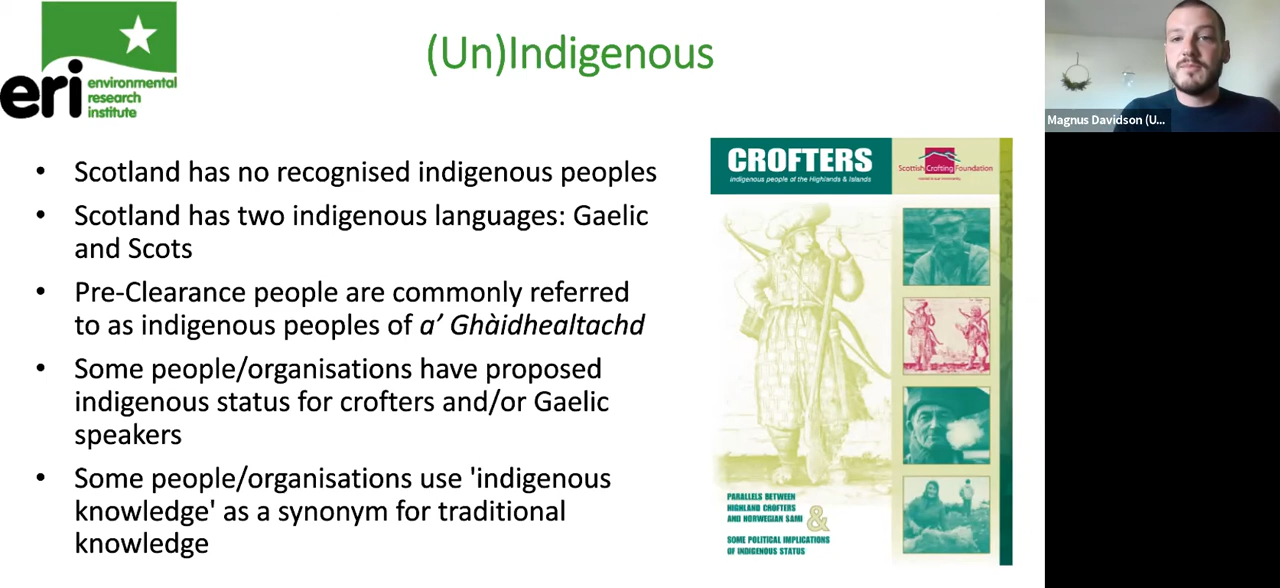 eri environmental
research
institute
(Un)Indigenous
• Scotland has no recognised indigenous peoples
• Scotland has two indigenous languages: Gaelic
and Scots
• Pre-Clearance people are commonly referred
to as indigenous peoples of a’ Ghàidhealtachd
• Some people/organisations have proposed
indigenous status for crofters and/or Gaelic
speakers
• Some people/organisations use 'indigenous
knowledge' as a synonym for traditional
knowledge
CROFTERS
indigenous people of the Highlands & Islands
Scottish Crofting Foundation
PARALLELS BETWEEN
HIGHLAND CROFTERS
AND NORWEGIAN SAMI &
SOME POLITICAL IMPLICATIONS
OF INDIGENOUS STATUS
Magnus Davidson (U...